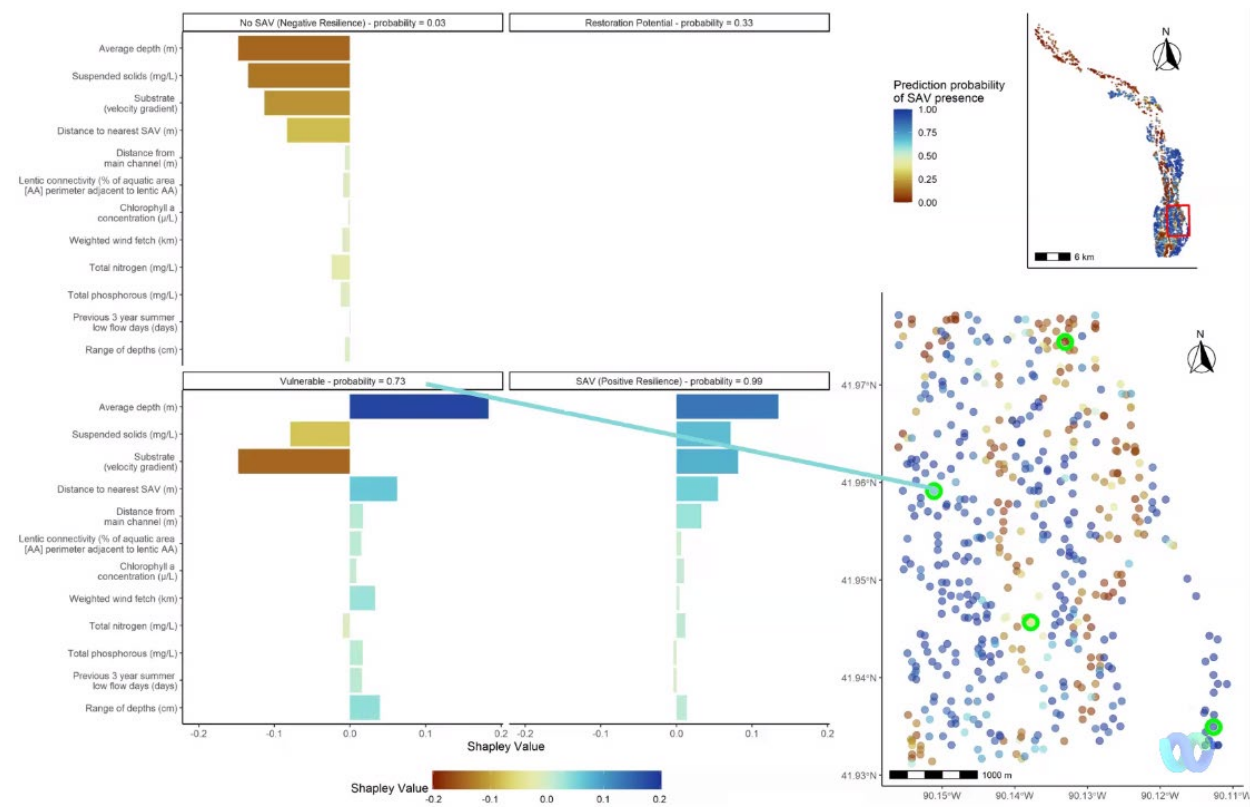 No SAV (Negative Resilience) - probability = 0.03
Restoration Potential - probability = 0.33
Average depth (m)
Suspended solids (mg/L)
Substrate
(velocity gradient)
Distance to nearest SAV (m)
Distance from
main channel (m)
Lentic connectivity (% of aquatic area
[AA] perimeter adjacent to lentic AA)
Chlorophyll a
concentration (μ/L)
Weighted wind fetch (km)
Total nitrogen (mg/L)
Total phosphorous (mg/L)
Previous 3 year summer
low flow days (days)
Range of depths (cm)
Vulnerable - probability = 0.73
SAV (Positive Resilience) - probability = 0.99
Average depth (m)
Suspended solids (mg/L)
Substrate
(velocity gradient)
Distance to nearest SAV (m)
Distance from
main channel (m)
Lentic connectivity (% of aquatic area
[AA] perimeter adjacent to lentic AA)
Chlorophyll a
concentration (μ/L)
Weighted wind fetch (km)
Total nitrogen (mg/L)
Total phosphorous (mg/L)
Previous 3 year summer
low flow days (days)
Range of depths (cm)
-0.2 -0.1 0.0 0.1 0.2 -0.2 -0.1 0.0 0.1 0.2
Shapley Value
Shapley Value
-0.2 -0.1 0.0 0.1 0.2
Prediction probability
of SAV presence
1.00
0.75
0.50
0.25
0.00
N
6 km
N
41.97°N
41.96°N
41.95°N
41.94°N
41.93°N
1000 m
90.15°W 90.14°W 90.13°W 90.12°W 90.11°W